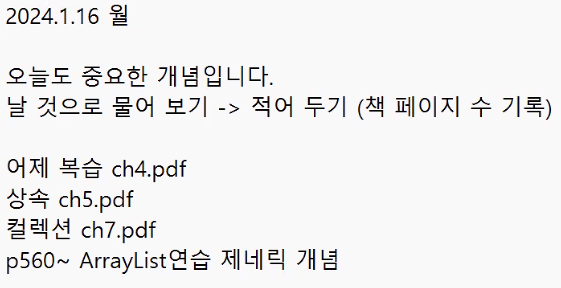 2024.1.16 월
오늘도 중요한 개념입니다.
날 것으로 물어 보기 -> 적어 두기 (책 페이지 수 기록)
어제 복습 ch4.pdf
상속 ch5.pdf
컬렉션 ch7.pdf
p560~ ArrayList연습 제네릭 개념